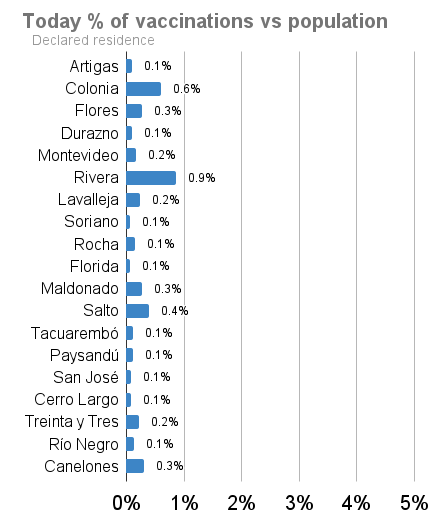 Today % of vaccinations vs population
Declared residence
Artigas 0.1%
Colonia 0.6%
Flores 0.3%
Durazno 0.1%
Montevideo 0.2%
Rivera 0.9%
Lavalleja 0.2%
Soriano 0.1%
Rocha 0.1%
Florida 0.1%
Maldonado 0.3%
Salto 0.4%
Tacuarembó 0.1%
Paysandú 0.1%
San José 0.1%
Cerro Largo 0.1%
Treinta y Tres 0.2%
Río Negro 0.1%
Canelones 0.3%
0% 1% 2% 3% 4% 5%